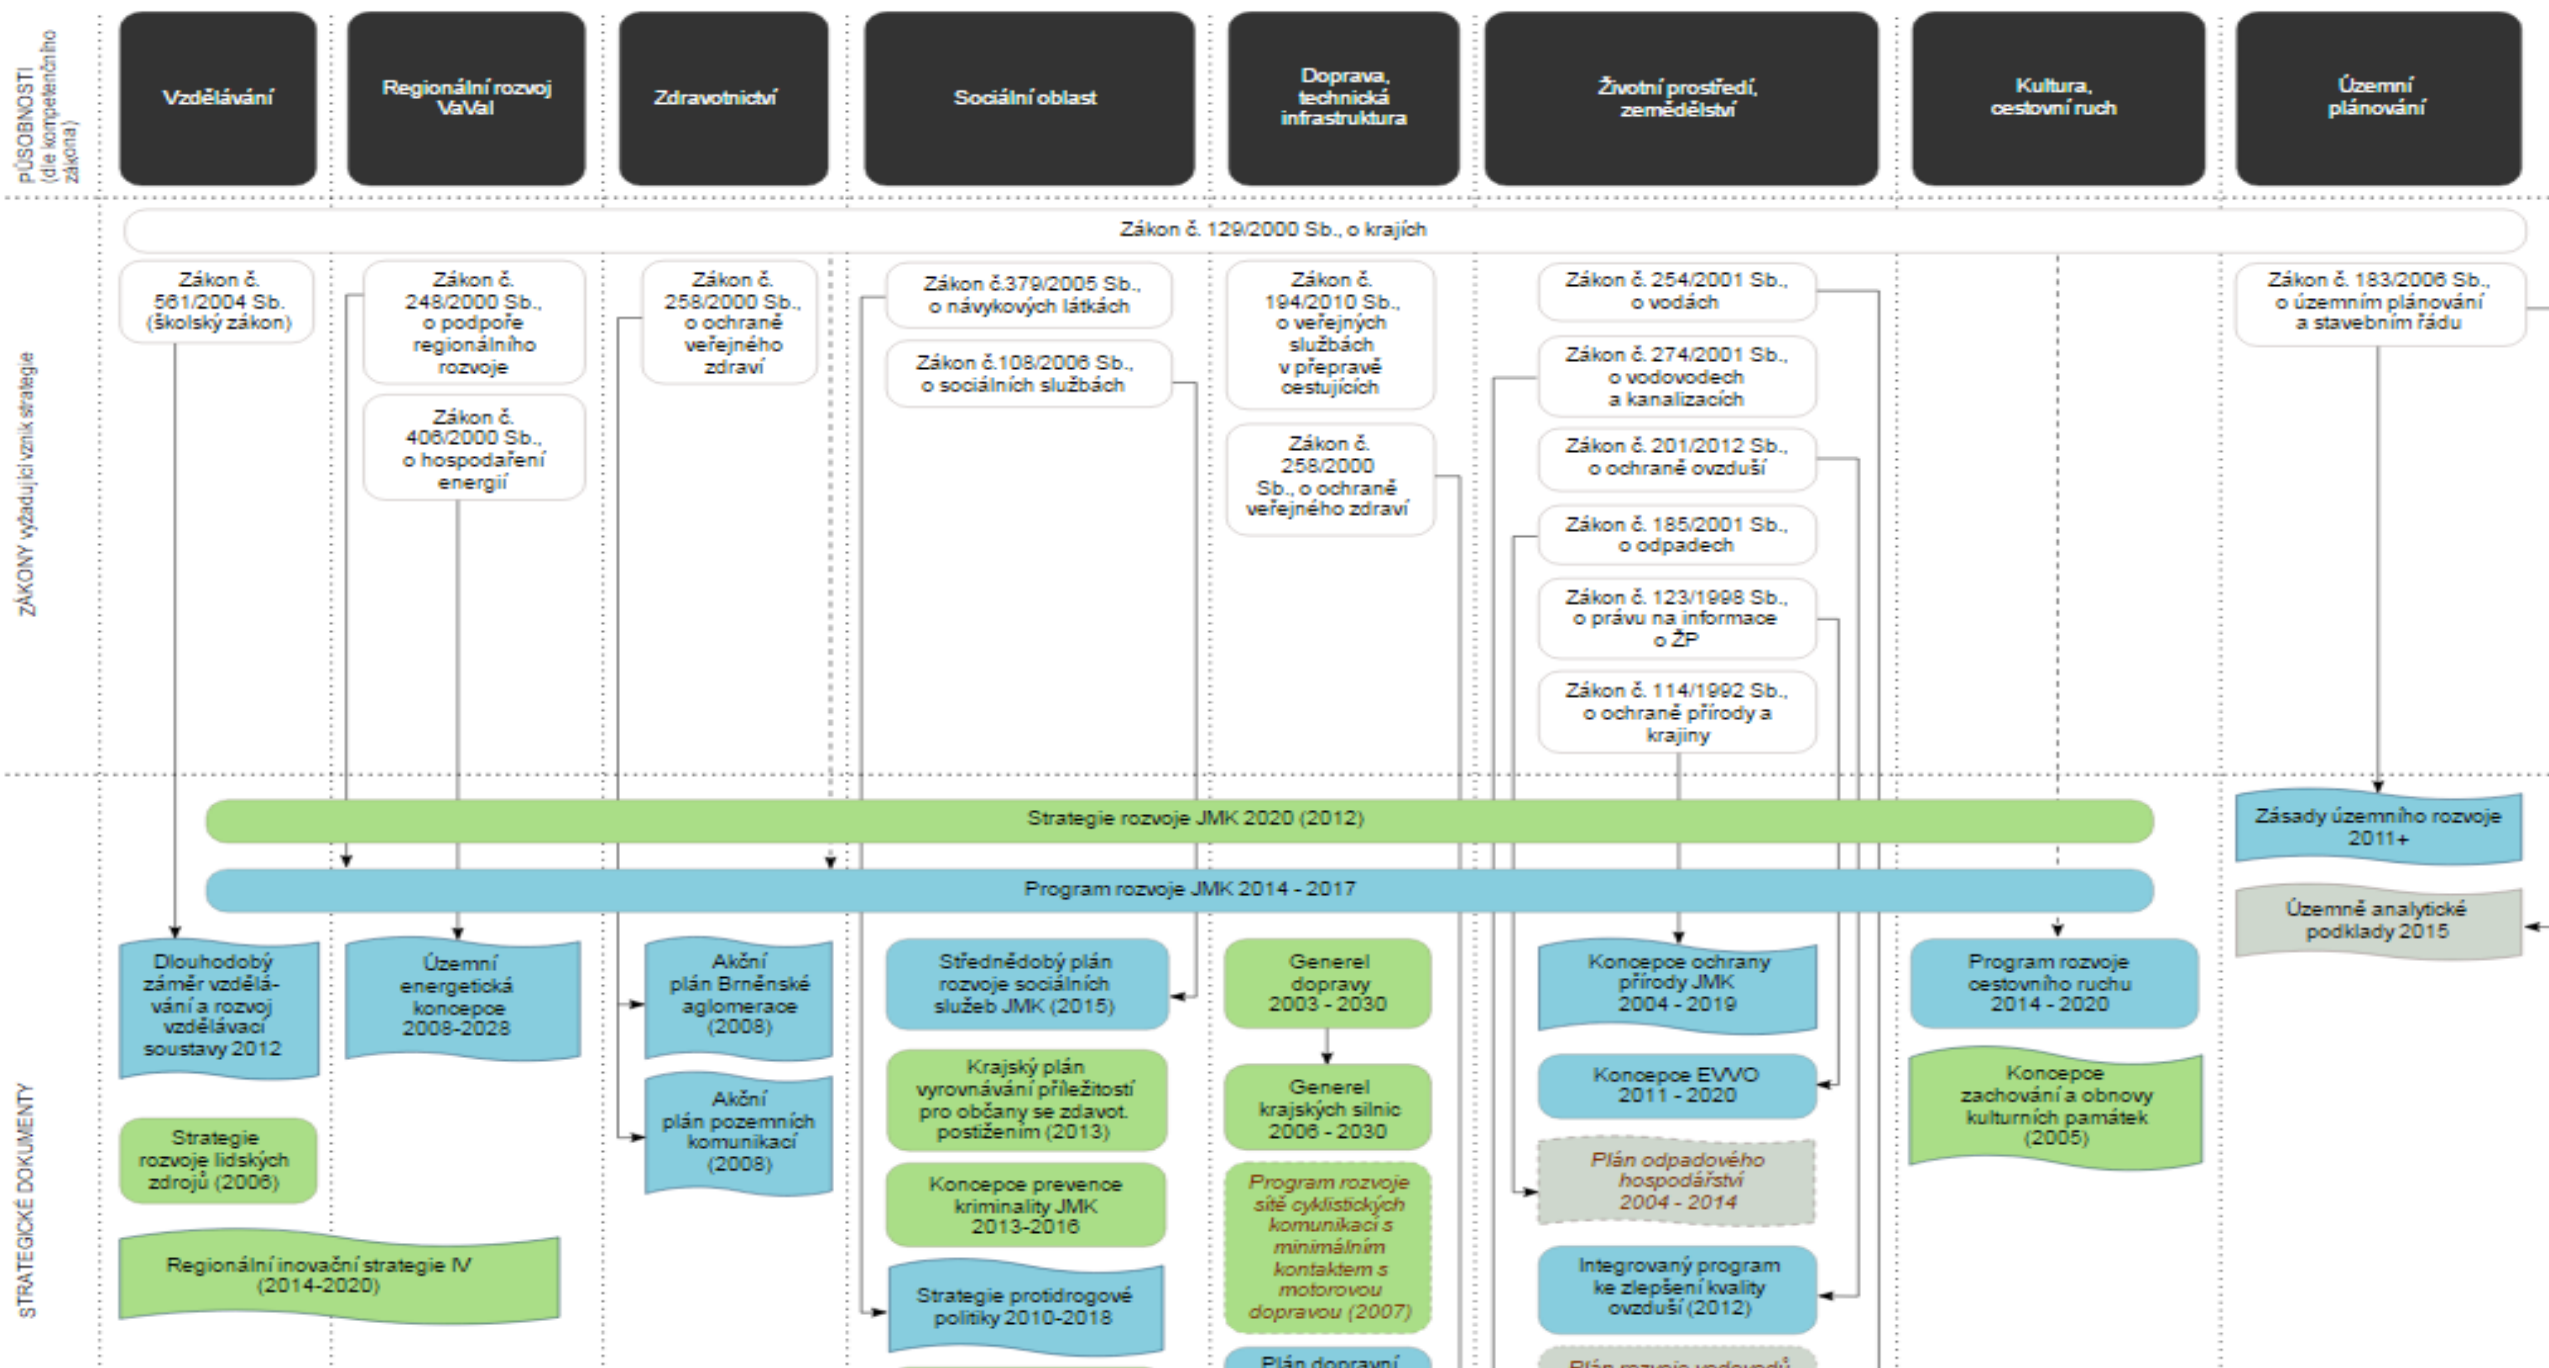 PŮSOBNOSTI
(dle kompetenčního
zákona)
Vzdělávání
Regionální rozvoj
VaVaI
Zdravotnictví
Sociální oblast
Doprava,
technická
infrastruktura
Životní prostředí,
zemědělství
Kultura,
cestovní ruch
Územní
plánování
ZÁKONY vyžadující vznik strategie
Zákon č. 129/2000 Sb., o krajích
Zákon č.
561/2004 Sb.
(školský zákon)
Zákon č.
248/2000 Sb.,
o podpoře
regionálního
rozvoje
Zákon č.
406/2000 Sb.,
o hospodaření
energií
Zákon č.
258/2000 Sb.,
o ochraně
veřejného
zdraví
Zákon č.379/2005 Sb.,
o návykových látkách
Zákon č.108/2006 Sb.,
o sociálních službách
Zákon č.
194/2010 Sb.,
o veřejných
službách
v přepravě
cestujících
Zákon č.
258/2000
Sb., o ochraně
veřejného zdraví
Zákon č. 254/2001 Sb.,
o vodách
Zákon č. 274/2001 Sb.,
o vodovodech
a kanalizacích
Zákon č. 201/2012 Sb.,
o ochraně ovzduší
Zákon č. 185/2001 Sb.,
o odpadech
Zákon č. 123/1998 Sb.,
o právu na informace
o ŽP
Zákon č. 114/1992 Sb.,
o ochraně přírody a
krajiny
Zákon č. 183/2006 Sb.,
o územním plánování
a stavebním řádu
STRATEGICKÉ DOKUMENTY
Strategie rozvoje JMK 2020 (2012)
Program rozvoje JMK 2014 - 2017
Dlouhodobý
záměr vzdělá-
vání a rozvoj
vzdělávací
soustavy 2012
Strategie
rozvoje lidských
zdrojů (2006)
Regionální inovační strategie IV
(2014-2020)
Územní
energetická
koncepce
2008-2028
Akční
plán Brněnské
aglomerace
(2008)
Akční
plán pozemních
komunikací
(2008)
Střednědobý plán
rozvoje sociálních
služeb JMK (2015)
Krajský plán
vyrovnávání příležitostí
pro občany se zdavot.
postižením (2013)
Koncepce prevence
kriminality JMK
2013-2016
Strategie protidrogové
politiky 2010-2018
Generel
dopravy
2003 - 2030
Generel
krajských silnic
2006 - 2030
Program rozvoje
sítě cyklistických
komunikací s
minimálním
kontaktem s
motorovou
dopravou (2007)
Plán dopravní
Koncepce ochrany
přírody JMK
2004 - 2019
Koncepce EVVO
2011 - 2020
Plán odpadového
hospodářství
2004 - 2014
Integrovaný program
ke zlepšení kvality
ovzduší (2012)
Plán rozvoje vodovodů
Program rozvoje
cestovního ruchu
2014 - 2020
Koncepce
zachování a obnovy
kulturních památek
(2005)
Zásady územního rozvoje
2011+
Územně analytické
podklady 2015